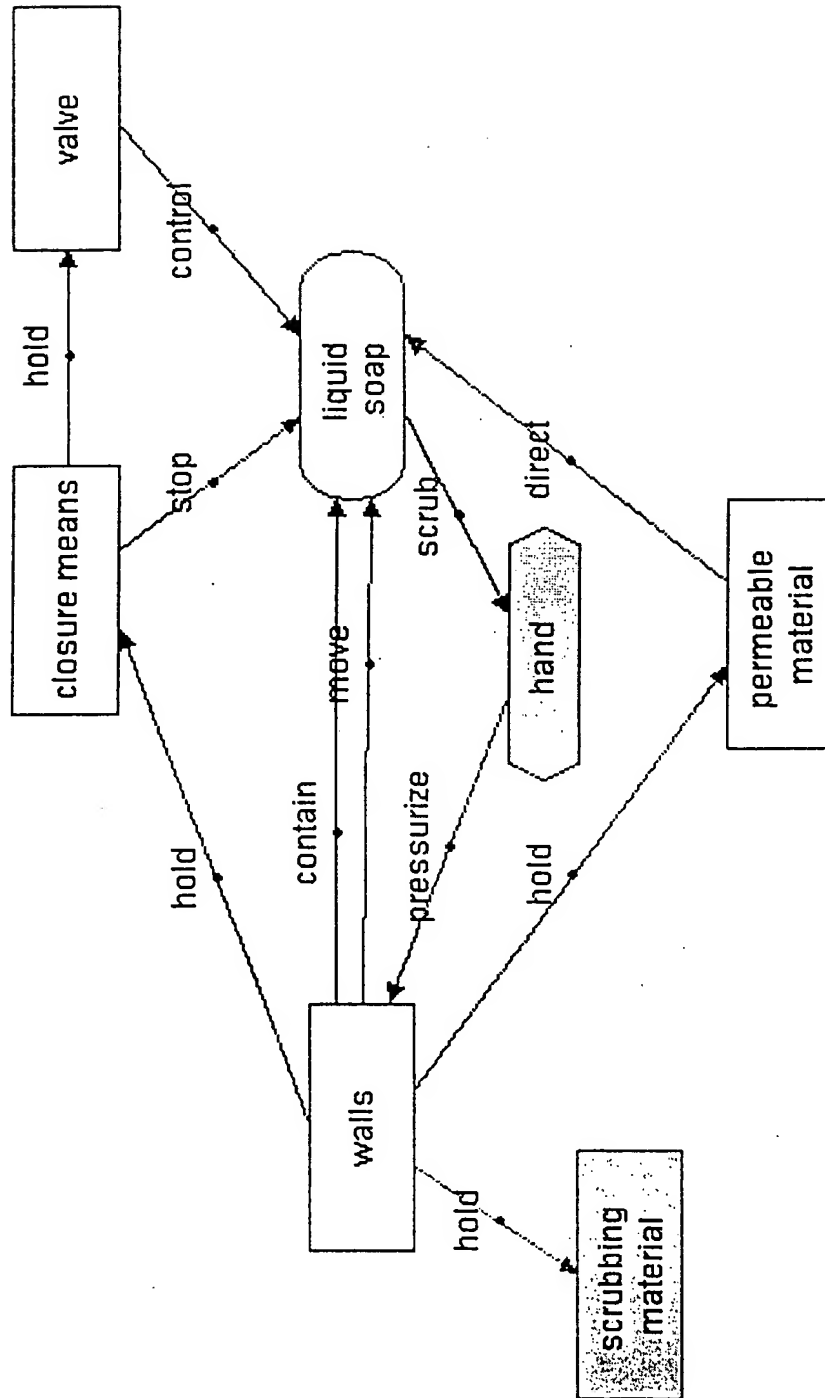 valve
hold
control
closure means
stop
liquid
soap
hold
contain
move
scrub
direct
hand
pressurize
walls
hold
permeable
material
hold
scrubbing
material